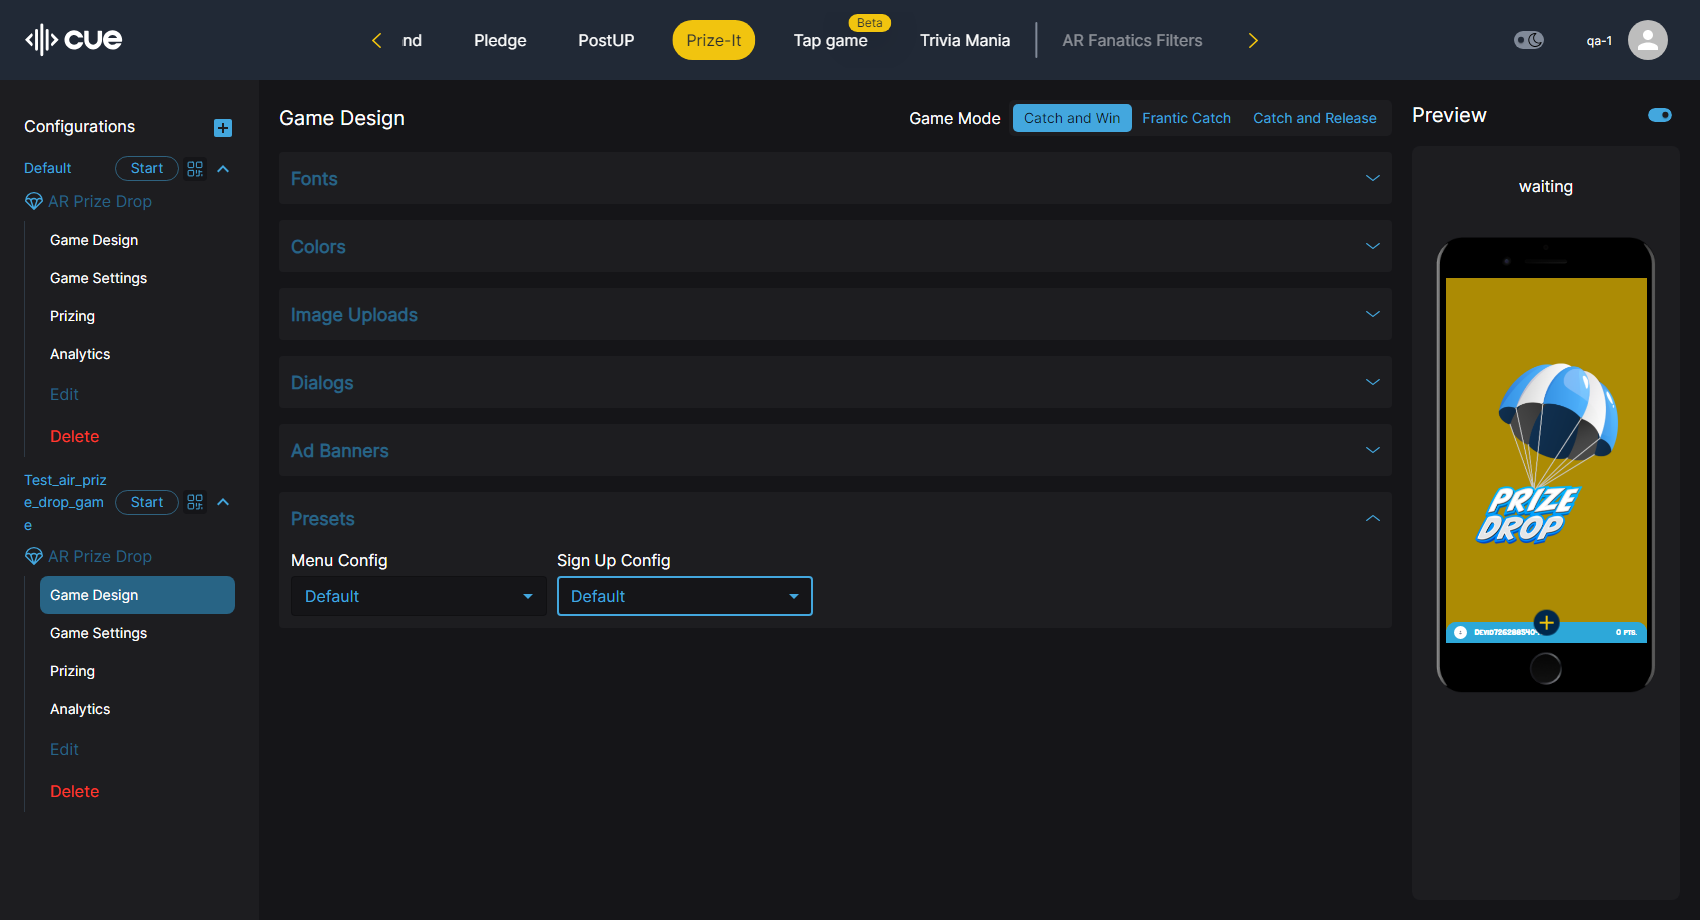 cue
nd
Pledge
PostUP
Prize-It
Beta
Tap game
Trivia Mania
AR Fanatics Filters
qa-1
Configurations
Default
Start
AR Prize Drop
Game Design
Game Settings
Prizing
Analytics
Edit
Delete
Test_air_priz
e_drop_gam
e
Start
AR Prize Drop
Game Design
Game Settings
Prizing
Analytics
Edit
Delete
Game Design
Game Mode
Catch and Win
Frantic Catch
Catch and Release
Fonts
Colors
Image Uploads
Dialogs
Ad Banners
Presets
Menu Config
Sign Up Config
Default
Default
Preview
waiting
PRIZE
DROP
0 PTS.